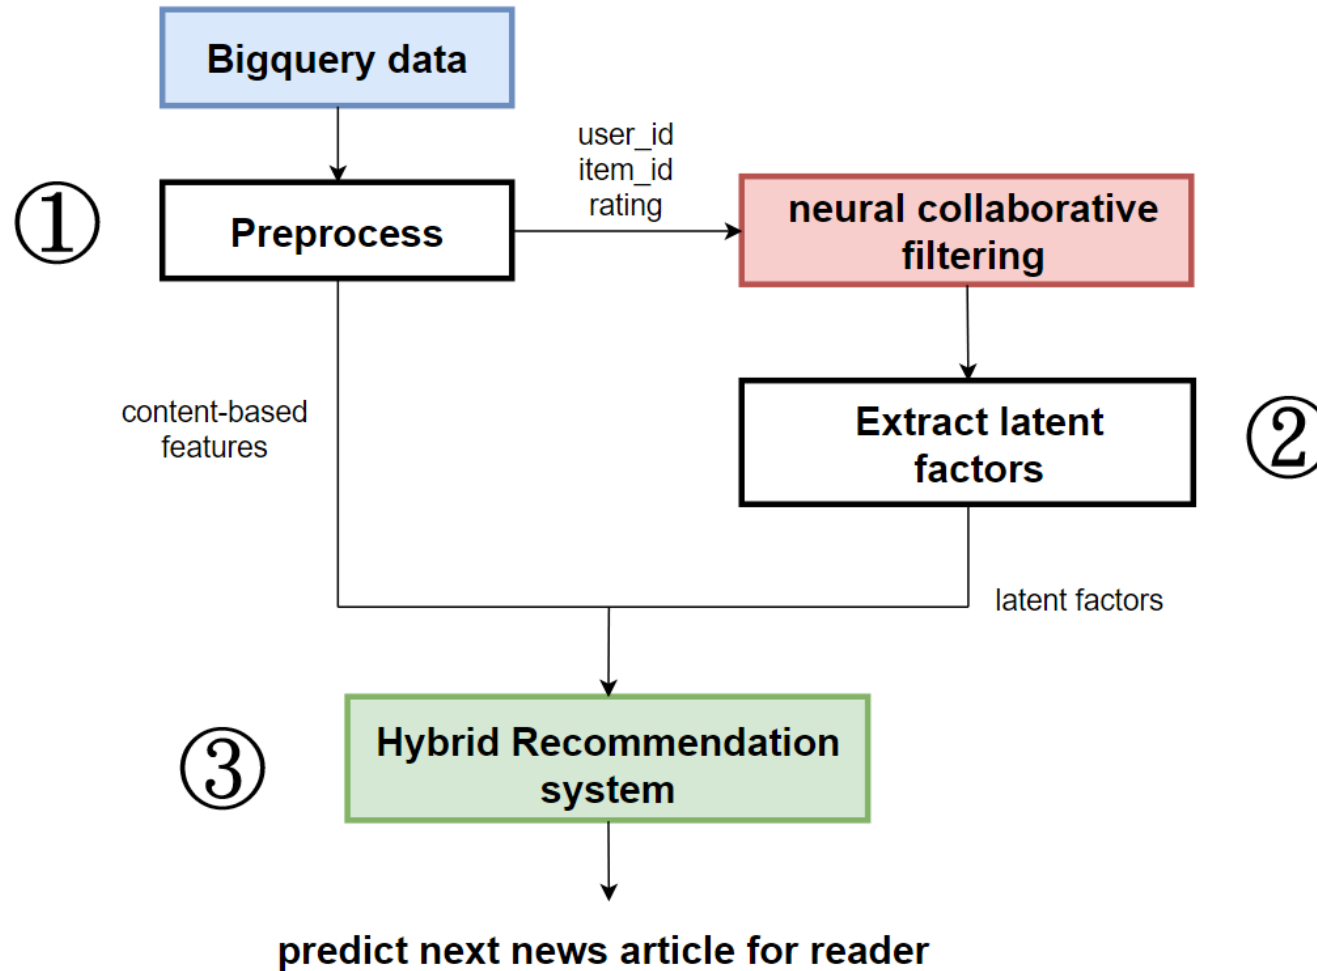 Bigquery data
user_id
item_id
rating
①
Preprocess
neural collaborative
filtering
content-based
features
Extract latent
factors
②
latent factors
③
Hybrid Recommendation
system
predict next news article for reader